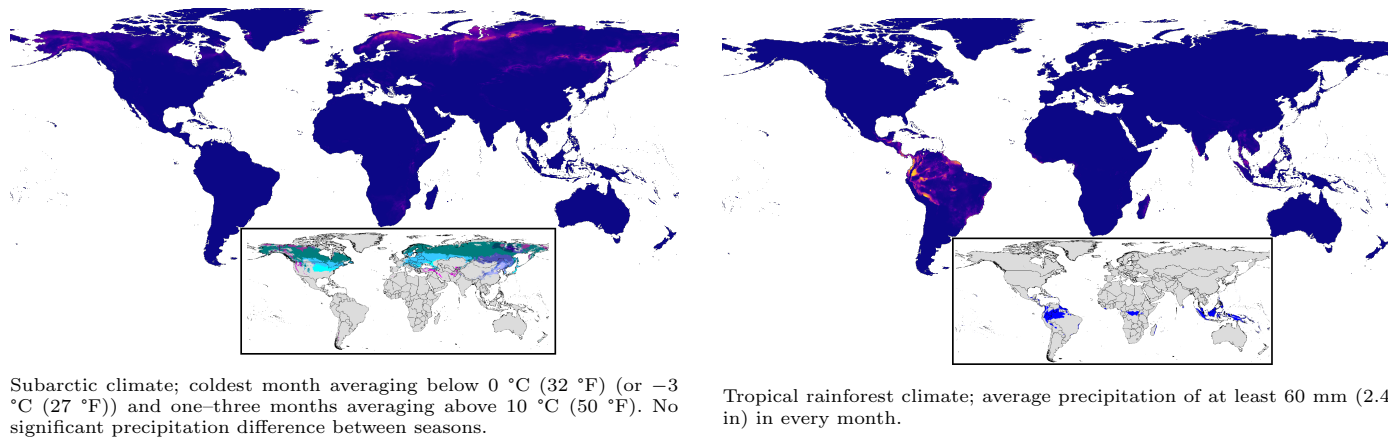 Subarctic climate; coldest month averaging below 0 °C (32 °F) (or −3
°C (27 °F)) and one–three months averaging above 10 °C (50 °F). No
significant precipitation difference between seasons.
Tropical rainforest climate; average precipitation of at least 60 mm (2.4
in) in every month.